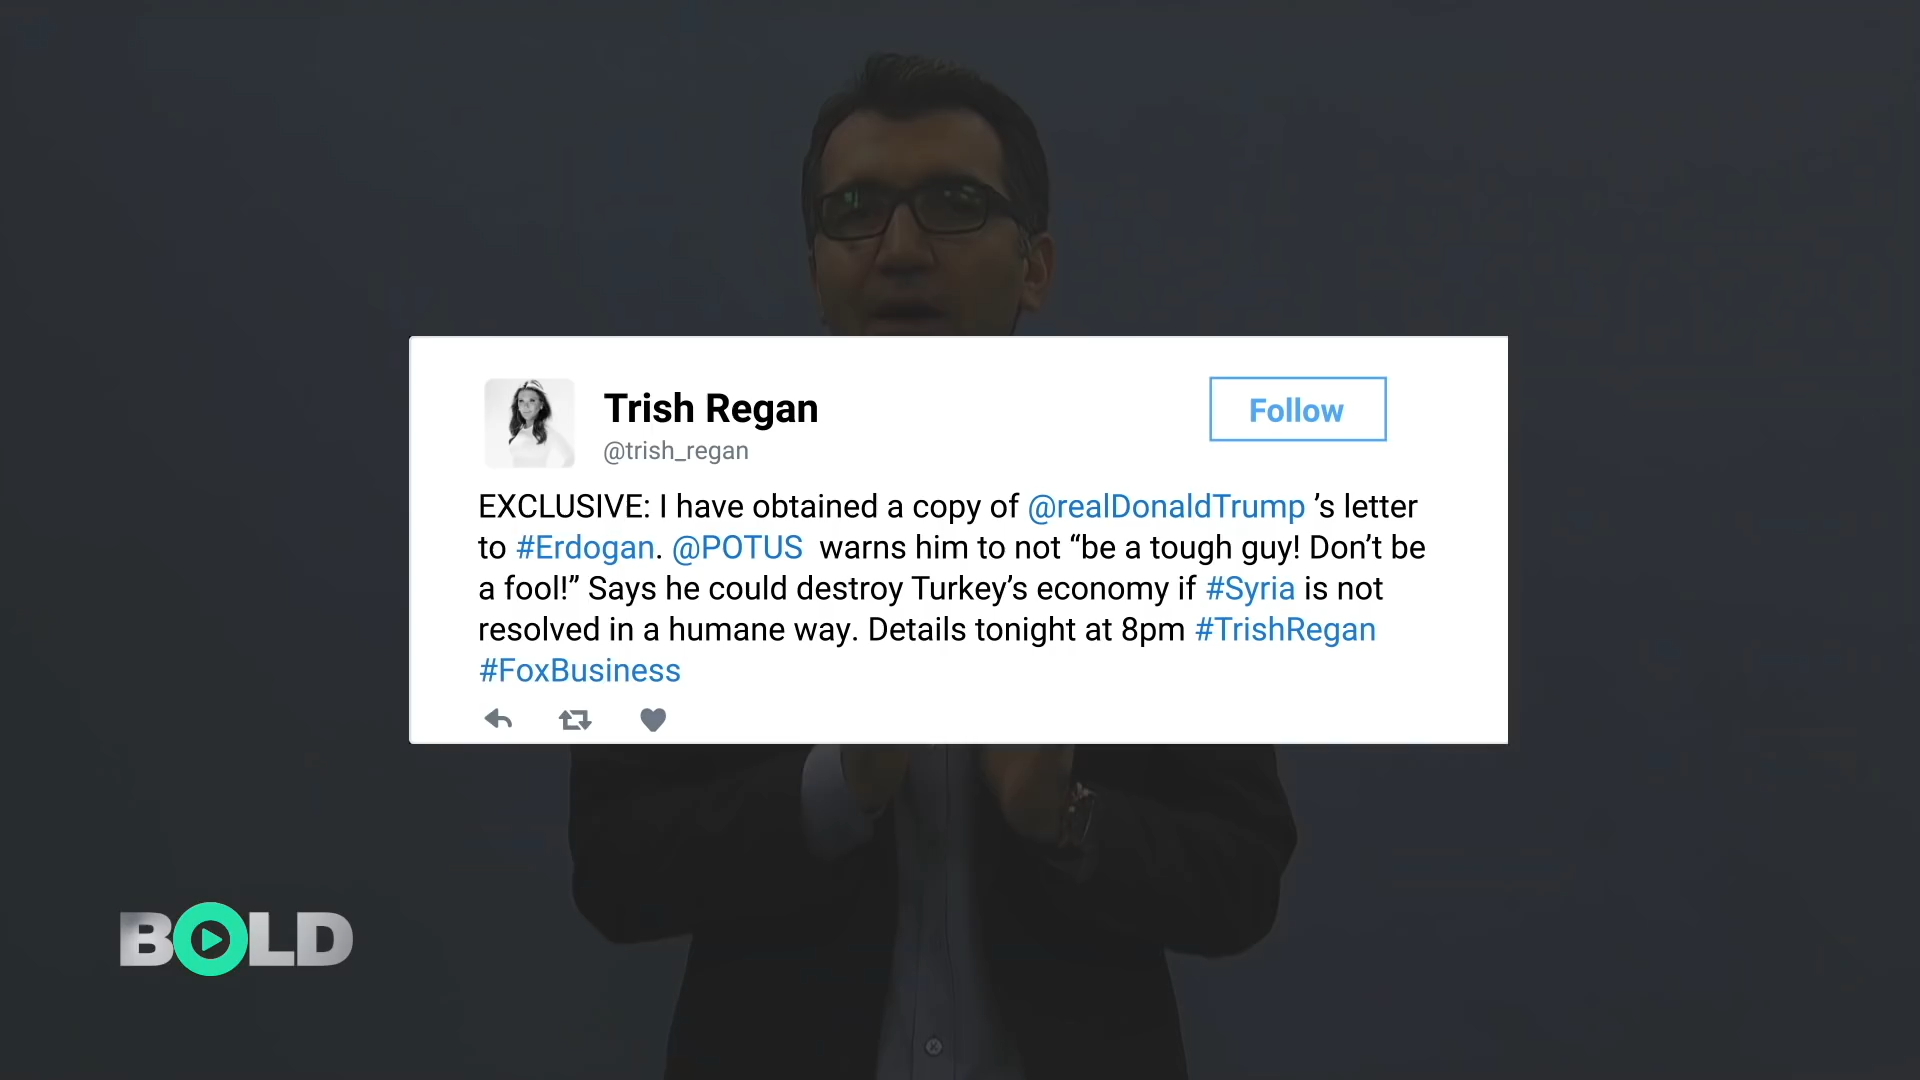 Trish Regan
Follow
@trish_regan
EXCLUSIVE: I have obtained a copy of @realDonaldTrump ’s letter
to #Erdogan. @POTUS warns him to not “be a tough guy! Don’t be
a fool!” Says he could destroy Turkey’s economy if #Syria is not
resolved in a humane way. Details tonight at 8pm #TrishRegan
#FoxBusiness
BOLD